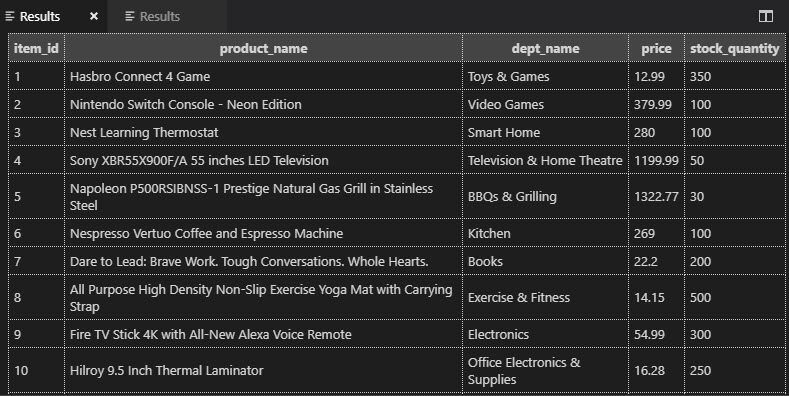 Results × Results
item_id product_name dept_name price stock_quantity
1 Hasbro Connect 4 Game Toys & Games 12.99 350
2 Nintendo Switch Console - Neon Edition Video Games 379.99 100
3 Nest Learning Thermostat Smart Home 280 100
4 Sony XBR55X900F/A 55 inches LED Television Television & Home Theatre 1199.99 50
5 Napoleon P500RSIBNSS-1 Prestige Natural Gas Grill in Stainless
Steel BBQs & Grilling 1322.77 30
6 Nespresso Vertuo Coffee and Espresso Machine Kitchen 269 100
7 Dare to Lead: Brave Work. Tough Conversations. Whole Hearts. Books 22.2 200
8 All Purpose High Density Non-Slip Exercise Yoga Mat with Carrying
Strap Exercise & Fitness 14.15 500
9 Fire TV Stick 4K with All-New Alexa Voice Remote Electronics 54.99 300
10 Hilroy 9.5 Inch Thermal Laminator Office Electronics &
Supplies 16.28 250